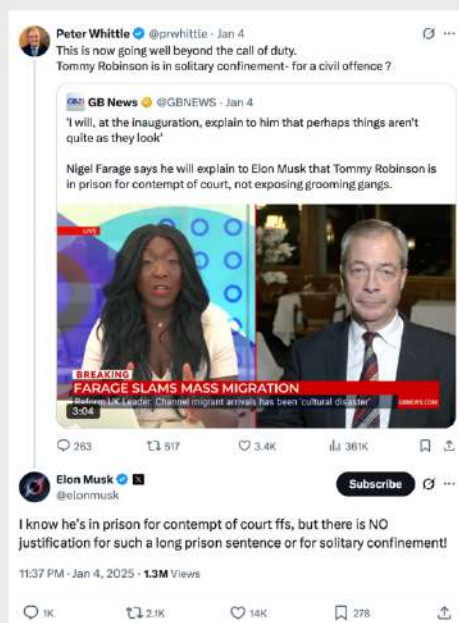 Peter Whittle @prwhittle · Jan 4
This is now going well beyond the call of duty.
Tommy Robinson is in solitary confinement- for a civil offence ?
GBN GB News @GBNEWS · Jan 4
'I will, at the inauguration, explain to him that perhaps things aren't
quite as they look'
Nigel Farage says he will explain to Elon Musk that Tommy Robinson is
in prison for contempt of court, not exposing grooming gangs.
LIVE
BREAKING
FARAGE SLAMS MASS MIGRATION
Reform UK Leader: Channel migrant arrivals has been 'cultural disaster'
GBNEWS.COM
3:04
263 517 3.4K 361K
Elon Musk
@elonmusk
Subscribe
I know he's in prison for contempt of court ffs, but there is NO
justification for such a long prison sentence or for solitary confinement!
11:37 PM · Jan 4, 2025 · 1.3M Views
1K 2.1K 14K 278